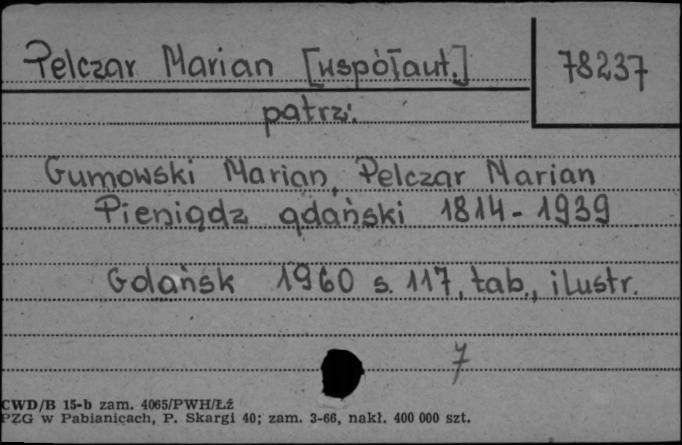 Pelczar Marian [współaut.]
78237
patrz:
Gumowski Marian, Pelczar Marian
Pieniądz gdański 1814-1939
Gdańsk 1960 s. 117, tab., ilustr.
7
CWD/B 15-b zam. 4065/PWH/Łź
PZG w Pabianicach, P. Skargi 40; zam. 3-66, nakł. 400 000 szt.